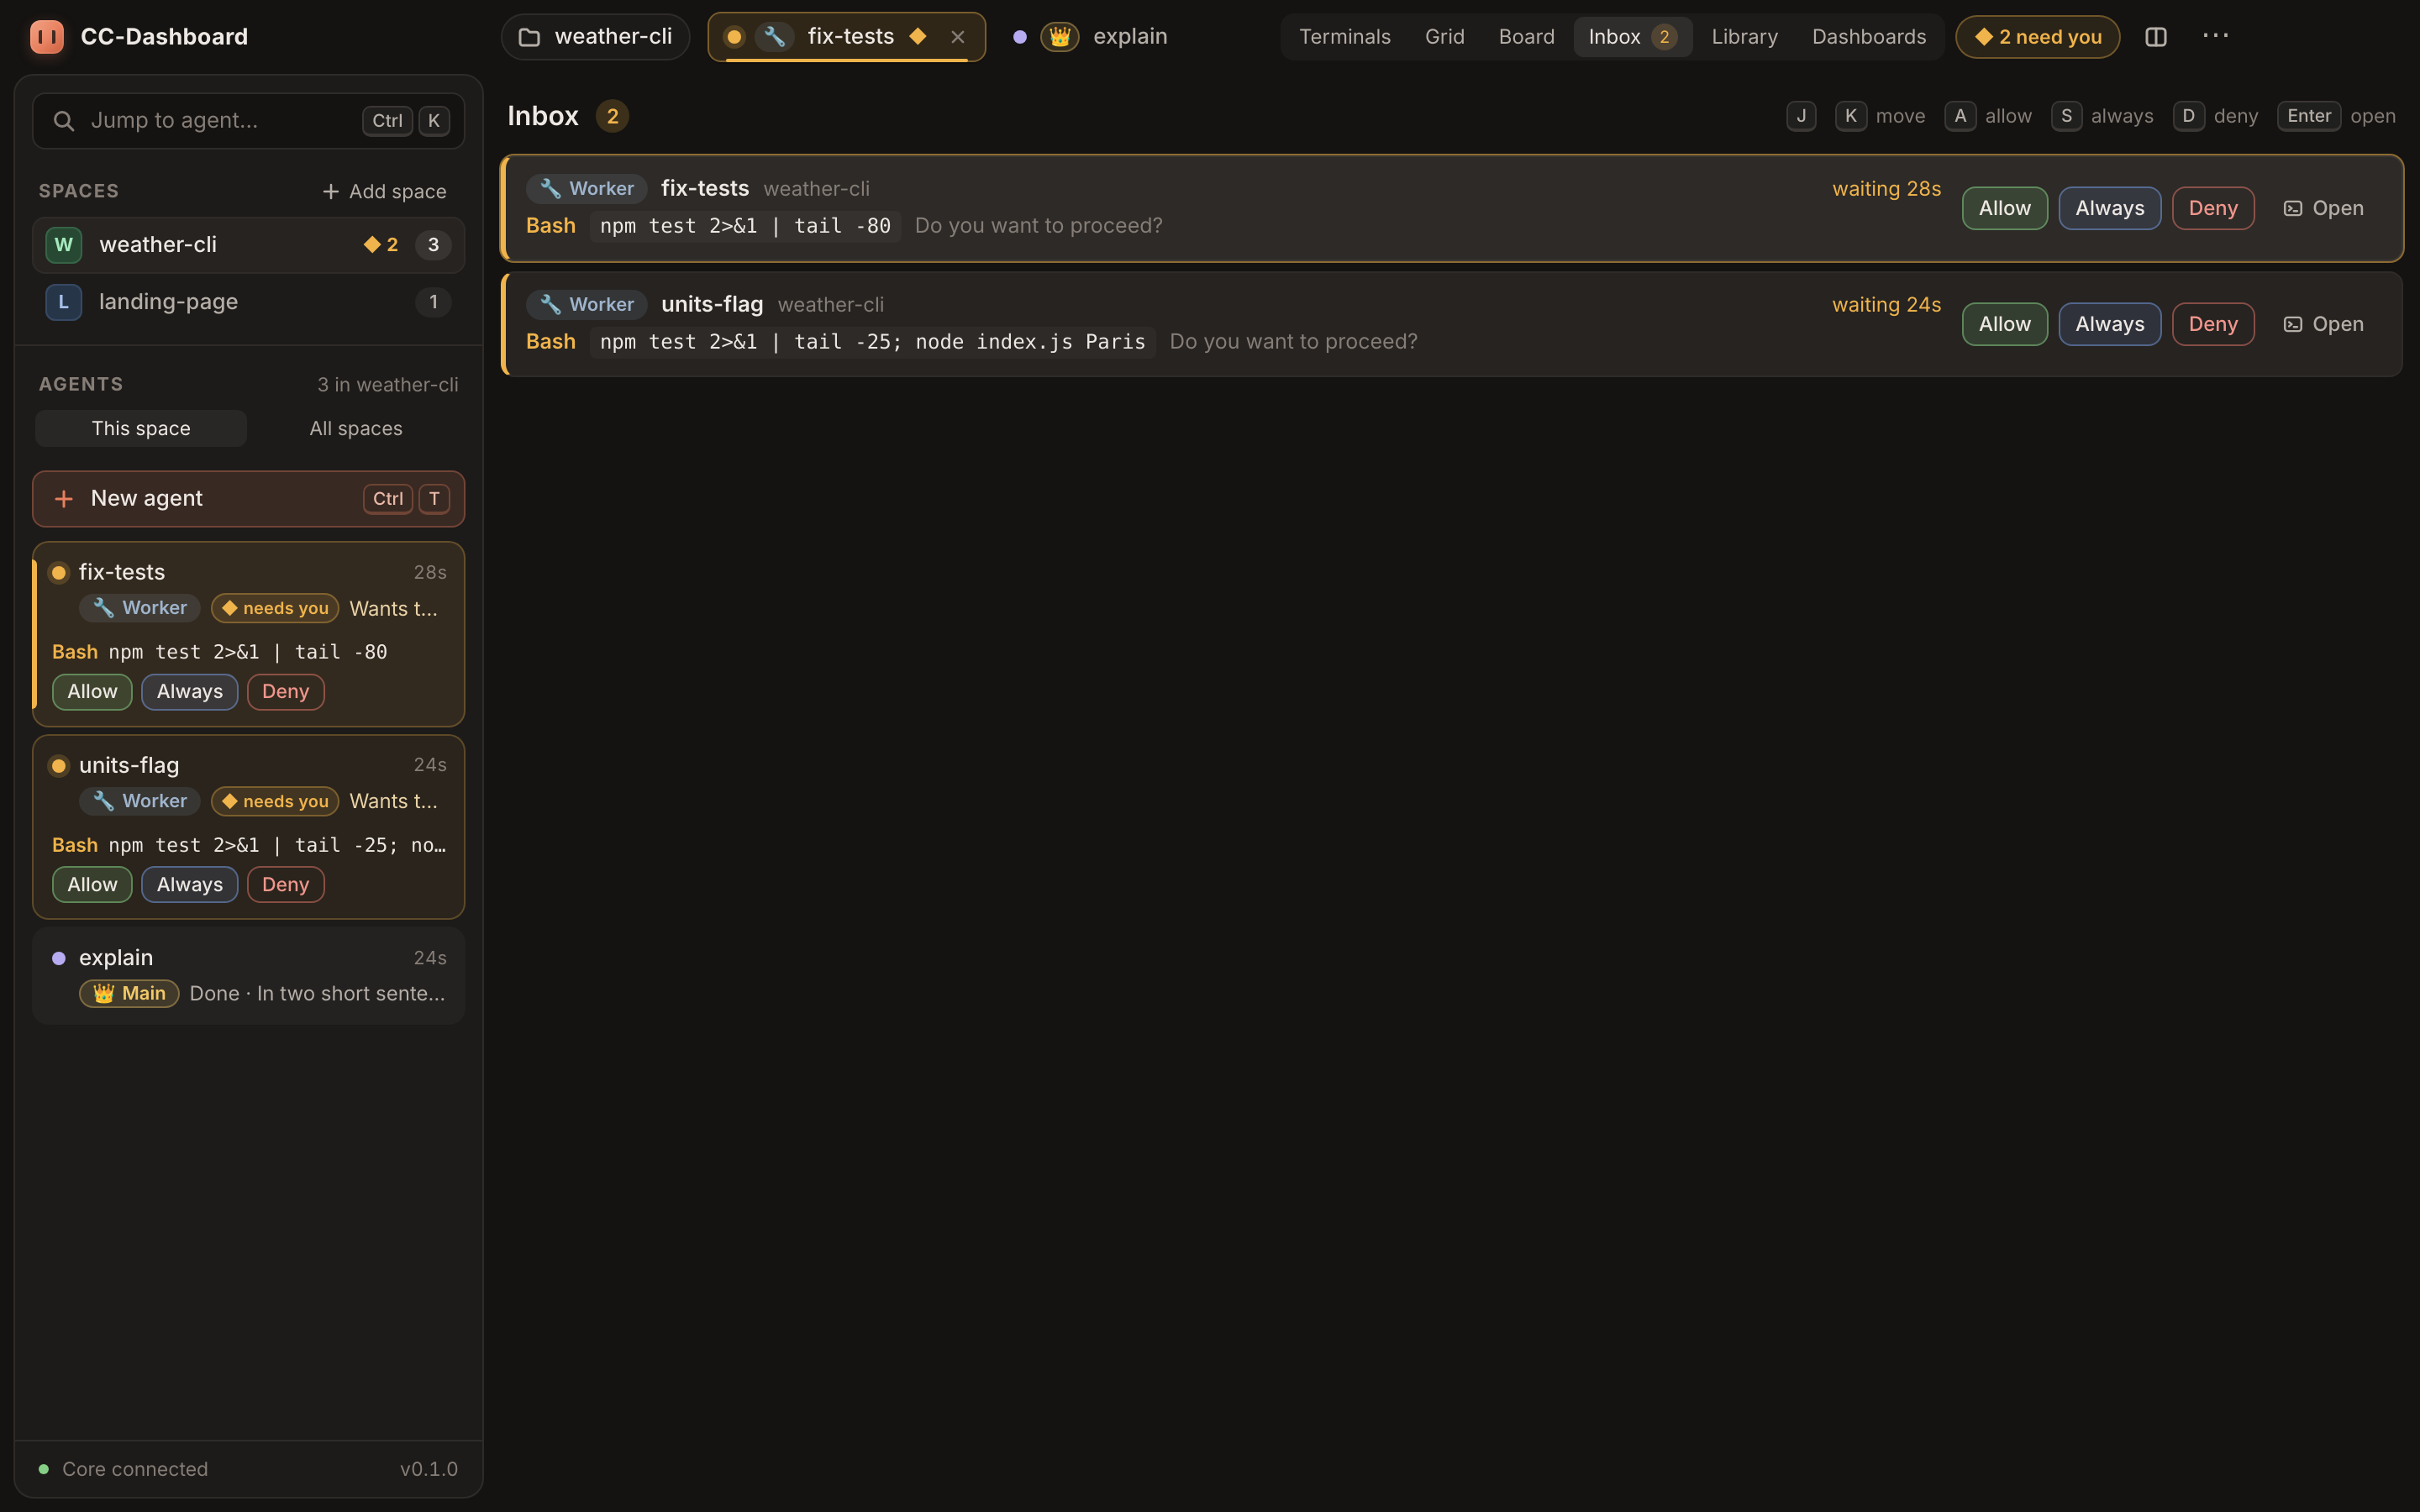 CC-Dashboard
weather-cli
fix-tests
explain
Terminals Grid Board Inbox 2 Library Dashboards
2 need you
Jump to agent... Ctrl K
SPACES + Add space
W weather-cli 2 3
L landing-page 1
AGENTS 3 in weather-cli
This space All spaces
+ New agent Ctrl T
fix-tests 28s
Worker needs you Wants t...
Bash npm test 2>&1 | tail -80
Allow Always Deny
units-flag 24s
Worker needs you Wants t...
Bash npm test 2>&1 | tail -25; no...
Allow Always Deny
explain 24s
Main Done · In two short sente...
Core connected v0.1.0
Inbox 2
J K move A allow S always D deny Enter open
Worker fix-tests weather-cli waiting 28s
Bash npm test 2>&1 | tail -80 Do you want to proceed?
Allow Always Deny Open
Worker units-flag weather-cli waiting 24s
Bash npm test 2>&1 | tail -25; node index.js Paris Do you want to proceed?
Allow Always Deny Open